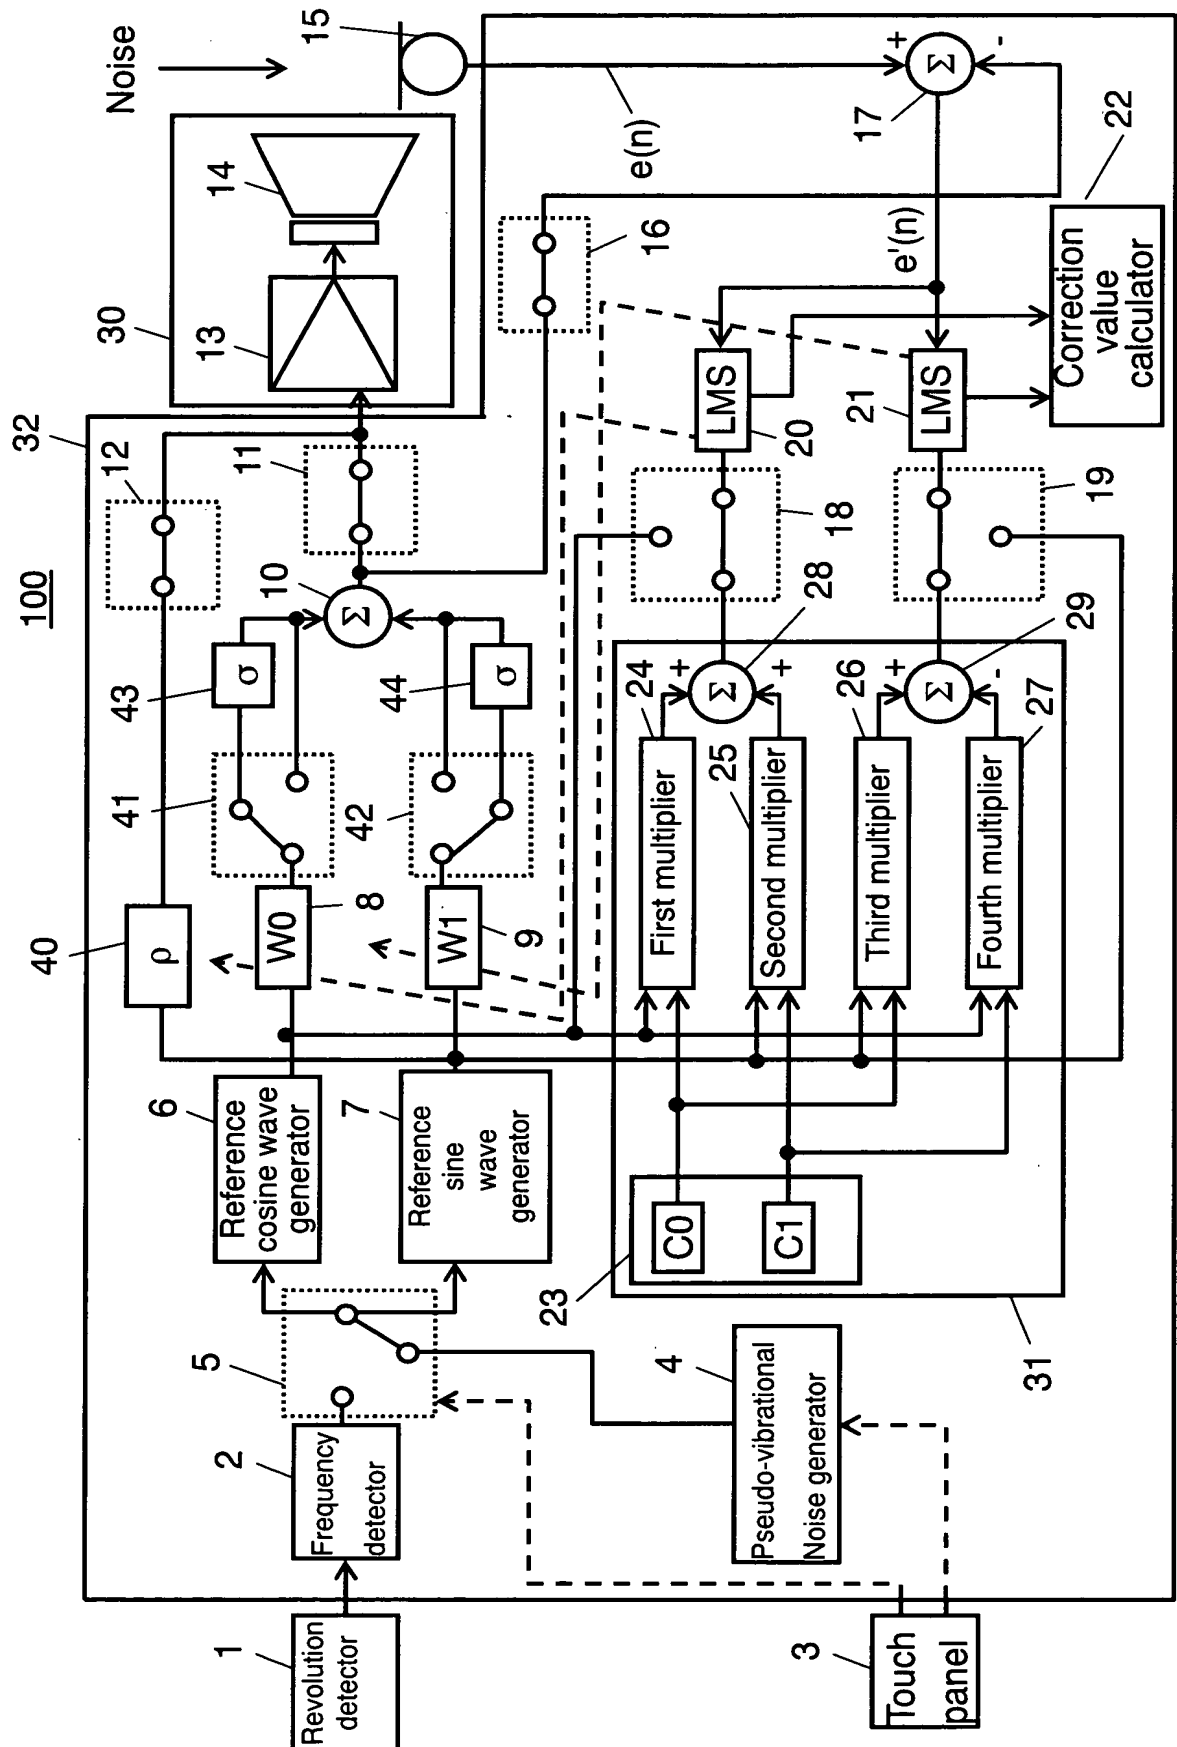 100
32
Noise
15
30
13
14
12
11
10
40
ρ
43
σ
44
σ
41
42
Σ
W0
8
W1
9
16
e(n)
+
Σ
-
17
e'(n)
22
Correction
value
calculator
LMS
20
LMS
21
18
19
6
Reference
cosine wave
generator
7
Reference
sine
wave
generator
5
2
Frequency
detector
1
Revolution
detector
3
Touch
panel
4
Pseudo-vibrational
Noise generator
23
C0
C1
31
24
First multiplier
25
Second multiplier
26
Third multiplier
27
Fourth multiplier
+
Σ
+
28
+
Σ
-
29